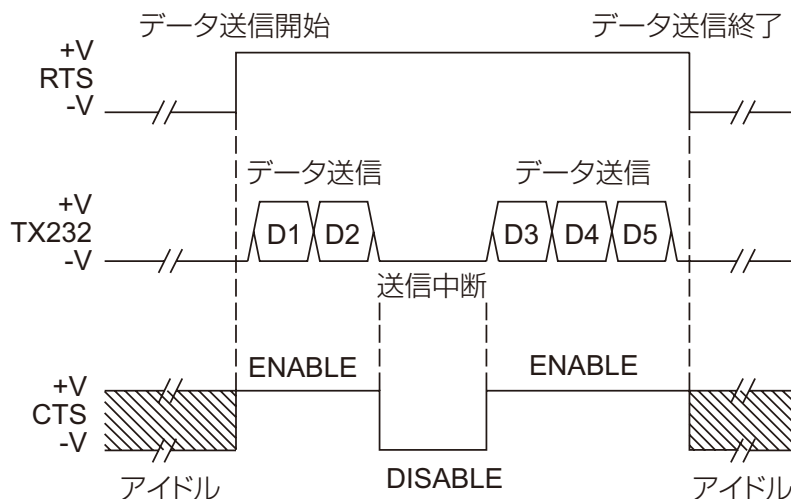 データ送信開始
データ送信終了
+V
RTS
-V
データ送信
データ送信
+V
TX232
-V
D1
D2
D3
D4
D5
送信中断
ENABLE
ENABLE
+V
CTS
-V
アイドル
DISABLE
アイドル